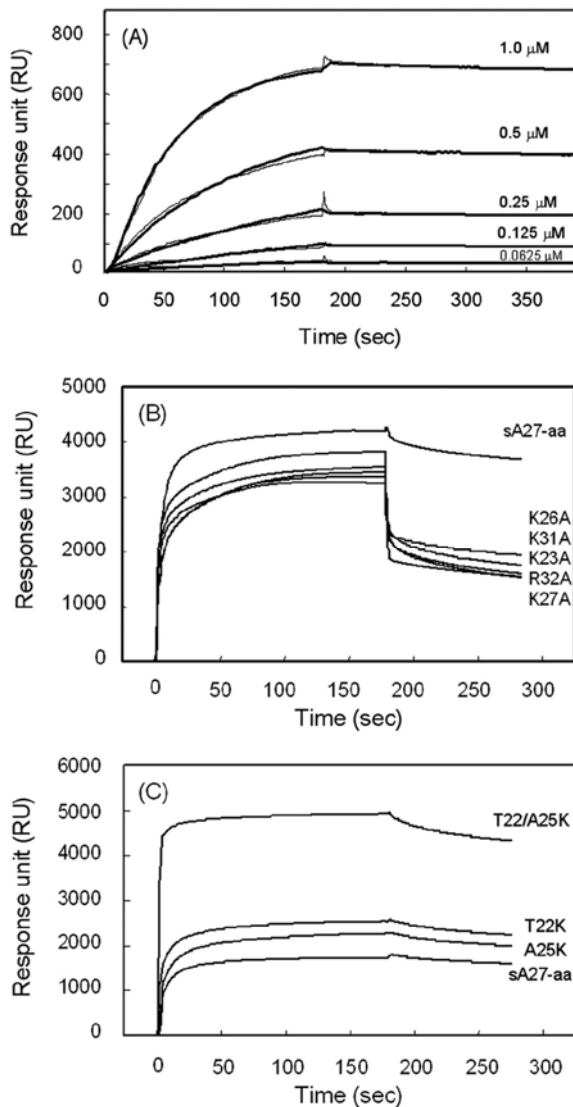 (A)
Response unit (RU)
800
600
400
200
0
1.0 μM
0.5 μM
0.25 μM
0.125 μM
0.0625 μM
0 50 100 150 200 250 300 350
Time (sec)
(B)
Response unit (RU)
5000
4000
3000
2000
1000
0
sA27-aa
K26A
K31A
K23A
R32A
K27A
0 50 100 150 200 250 300
Time (sec)
(C)
Response unit (RU)
6000
5000
4000
3000
2000
1000
0
T22/A25K
T22K
A25K
sA27-aa
0 50 100 150 200 250 300
Time (sec)